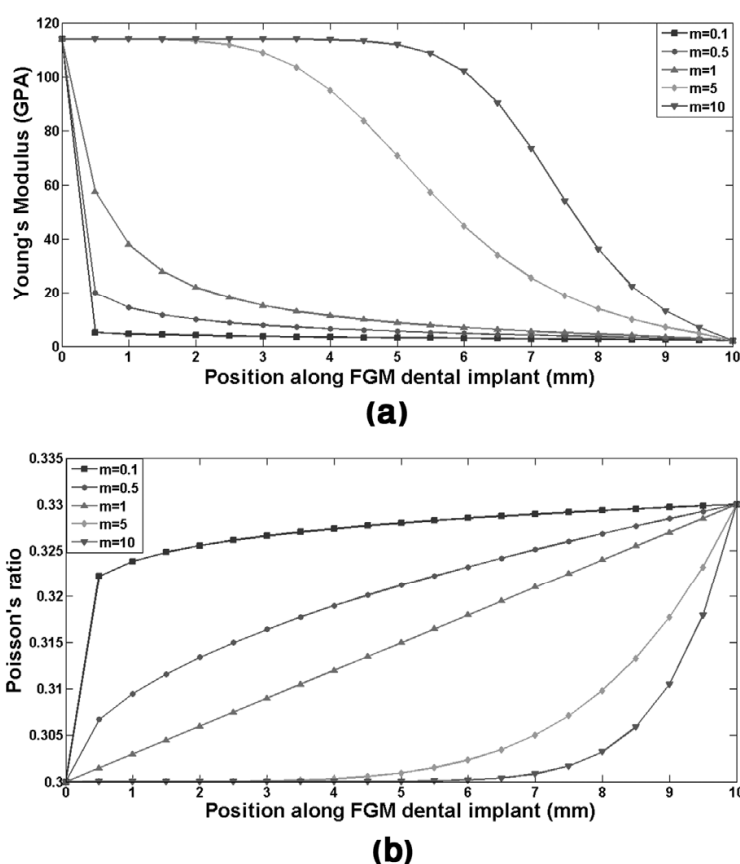 120
100
80
60
40
20
0
Young's Modulus (GPA)
m=0.1
m=0.5
m=1
m=5
m=10
0 1 2 3 4 5 6 7 8 9 10
Position along FGM dental implant (mm)
(a)
0.335
0.33
0.325
0.32
0.315
0.31
0.305
0.3
Poisson's ratio
m=0.1
m=0.5
m=1
m=5
m=10
0 1 2 3 4 5 6 7 8 9 10
Position along FGM dental implant (mm)
(b)